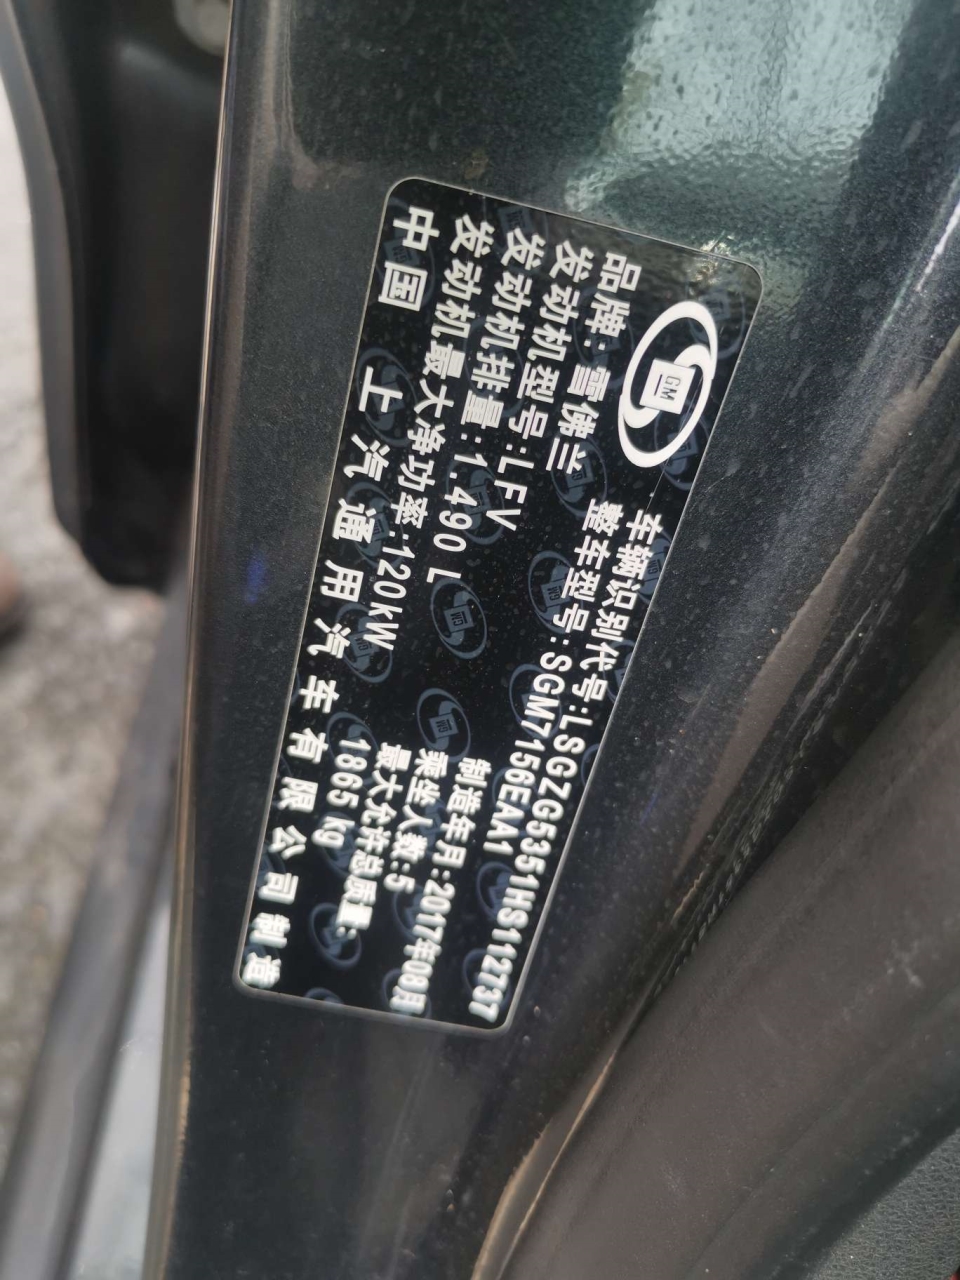 GM
车辆识别代号:LSGZG5351HS112737
品牌:雪佛兰 整车型号:SGM7156EAA1
发动机型号:LFV
发动机排量:1.490 L 制造年月:2017年08月
发动机最大净功率:120kW 乘坐人数:5
最大允许总质量:
1865 kg
中国 上汽通用汽车有限公司制造